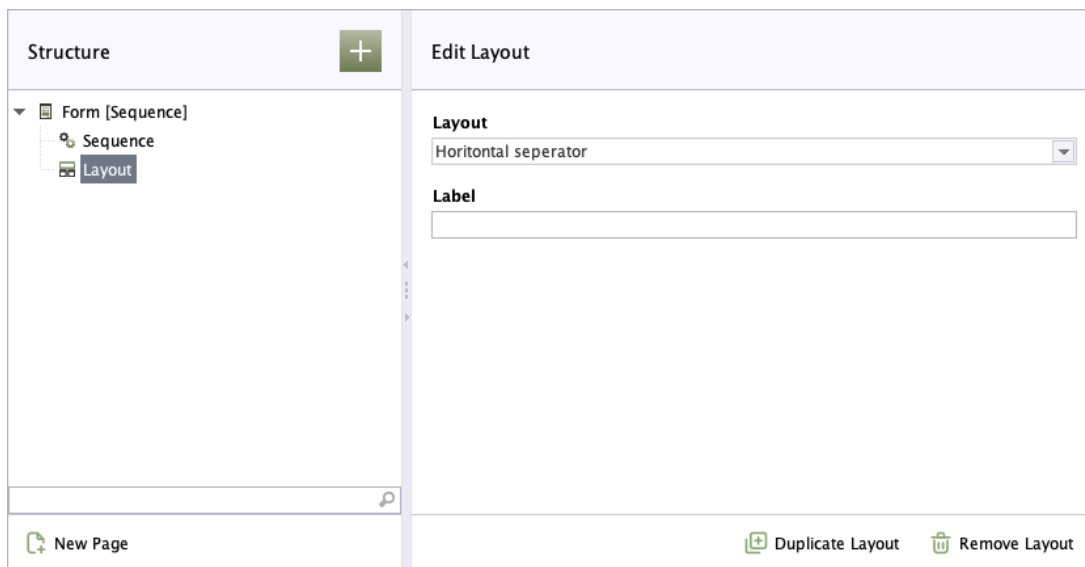 Structure
Edit Layout
Form [Sequence]
Sequence
Layout
Layout
Horitontal seperator
Label
New Page
Duplicate Layout
Remove Layout